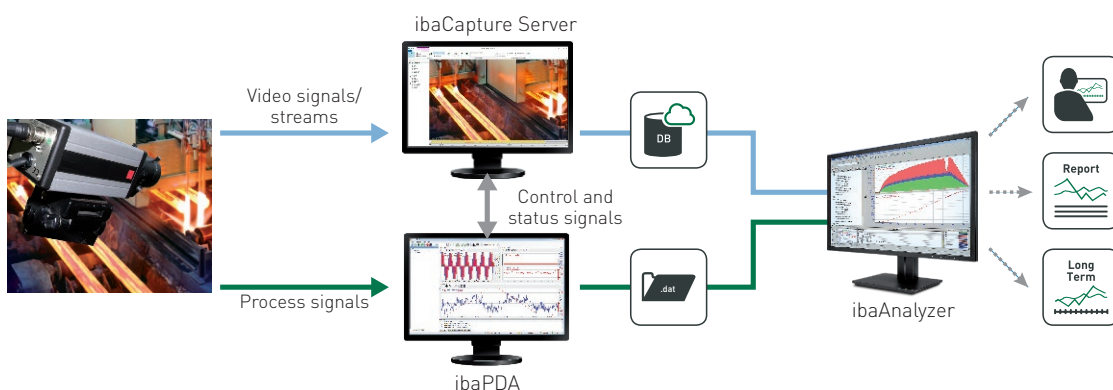 ibaCapture Server
Video signals/
streams
DB
Control and
status signals
Report
Process signals
.dat
Long
Term
ibaAnalyzer
ibaPDA